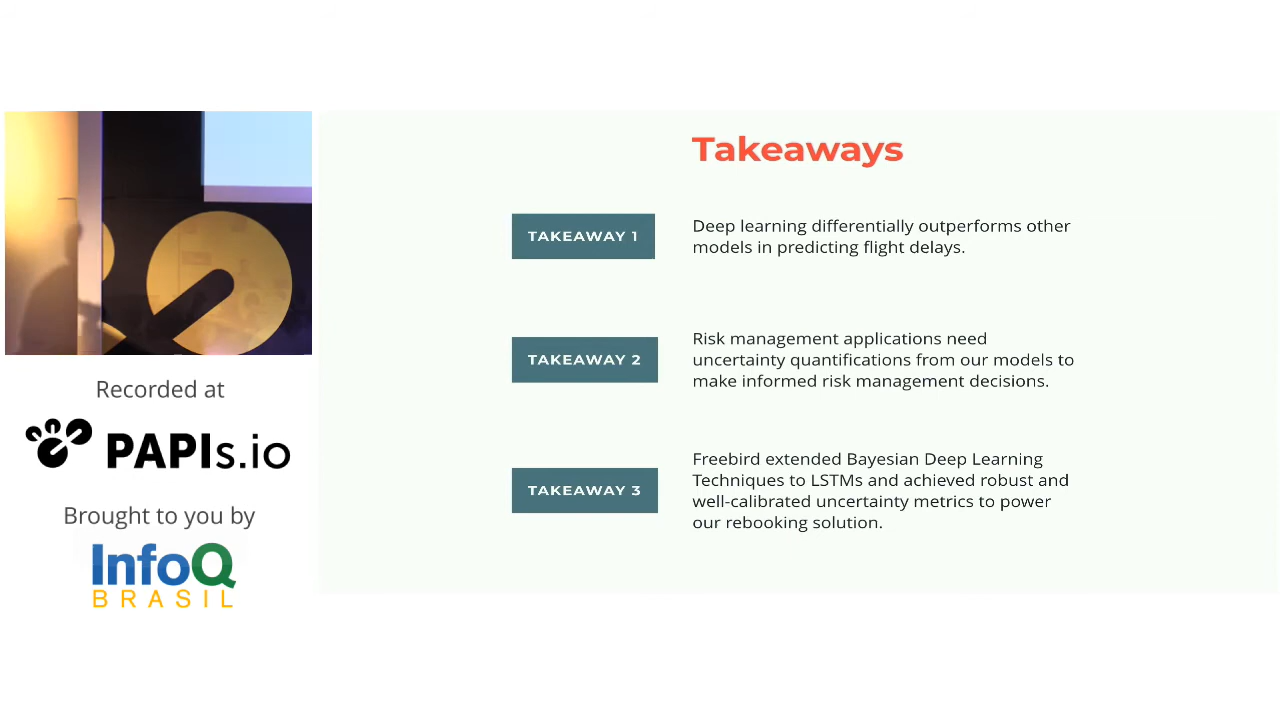 Takeaways
TAKEAWAY 1
Deep learning differentially outperforms other
models in predicting flight delays.
TAKEAWAY 2
Risk management applications need
uncertainty quantifications from our models to
make informed risk management decisions.
TAKEAWAY 3
Freebird extended Bayesian Deep Learning
Techniques to LSTMs and achieved robust and
well-calibrated uncertainty metrics to power
our rebooking solution.
Recorded at
PAPIs.io
Brought to you by
InfoQ
BRASIL